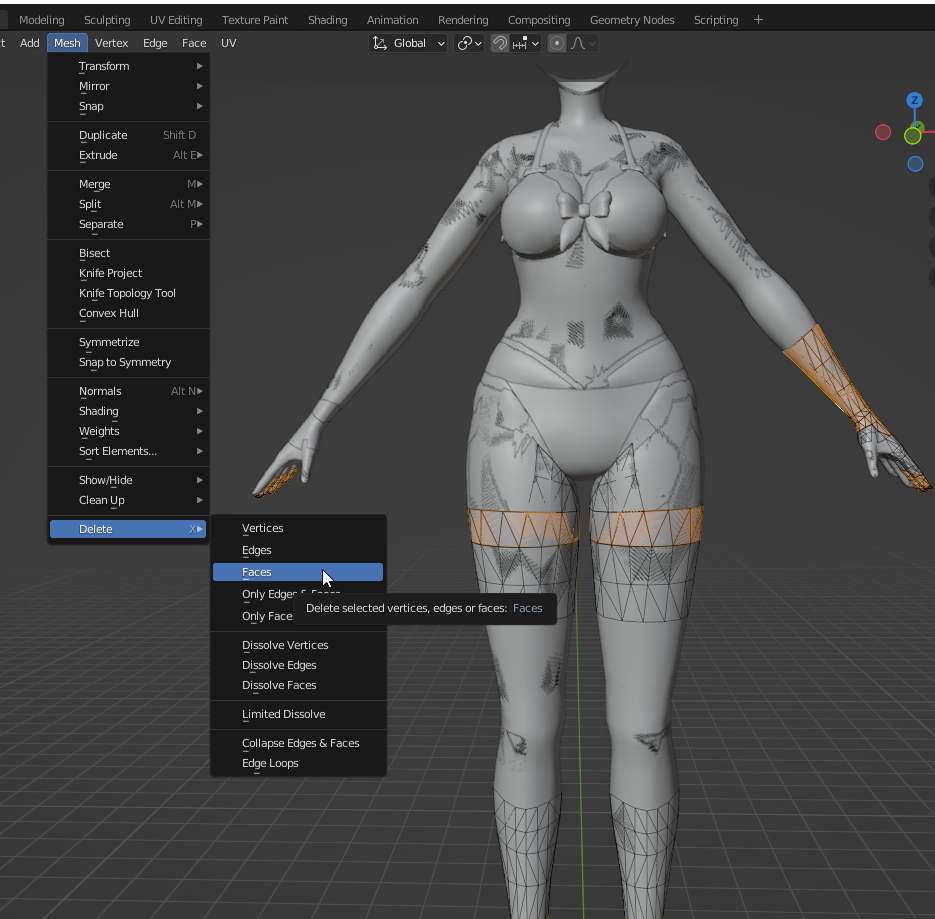 Modeling Sculpting UV Editing Texture Paint Shading Animation Rendering Compositing Geometry Nodes Scripting +
Add Mesh Vertex Edge Face UV Global
Transform
Mirror
Snap
Duplicate Shift D
Extrude Alt E
Merge M
Split Alt M
Separate P
Bisect
Knife Project
Knife Topology Tool
Convex Hull
Symmetrize
Snap to Symmetry
Normals Alt N
Shading
Weights
Sort Elements...
Show/Hide
Clean Up
Delete X
Vertices
Edges
Faces
Only Edges & Faces
Only Face
Delete selected vertices, edges or faces: Faces
Dissolve Vertices
Dissolve Edges
Dissolve Faces
Limited Dissolve
Collapse Edges & Faces
Edge Loops
Z